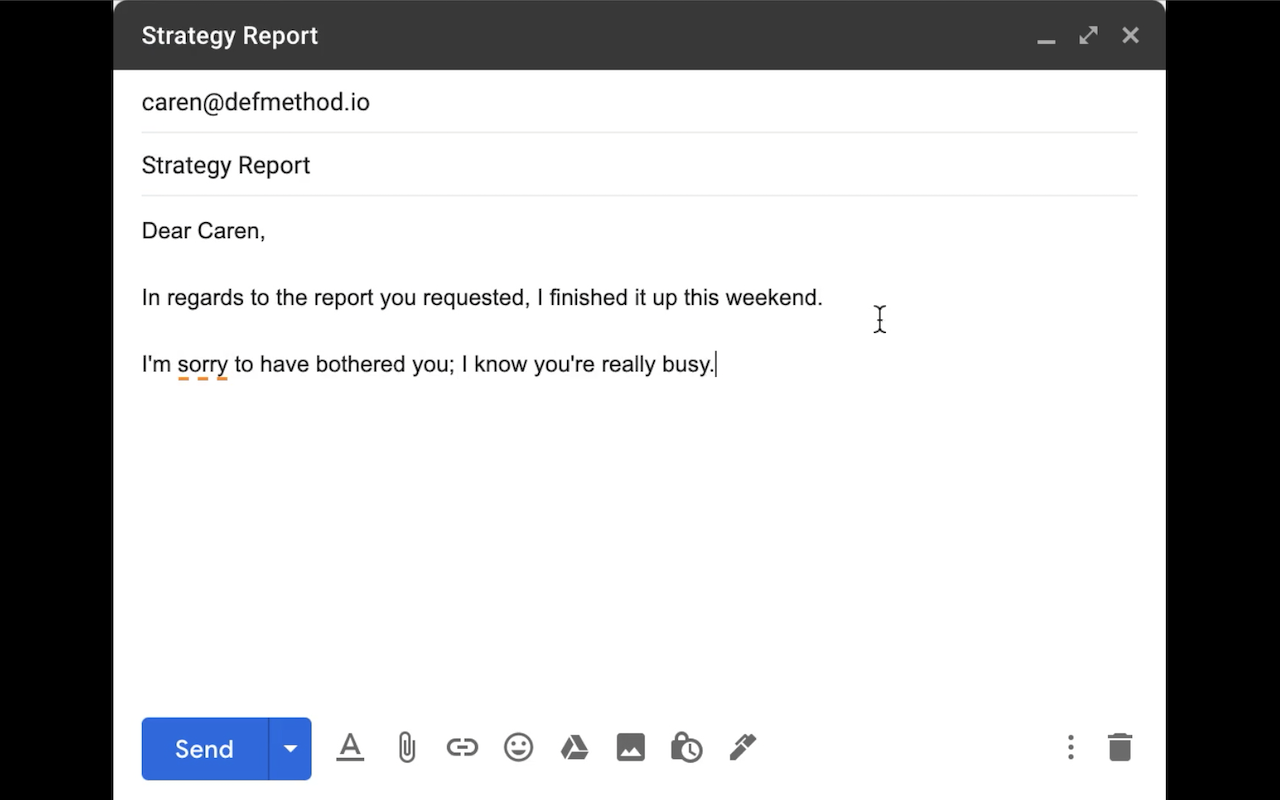 Strategy Report
caren@defmethod.io
Strategy Report
Dear Caren,
In regards to the report you requested, I finished it up this weekend.
I'm sorry to have bothered you; I know you're really busy.
Send